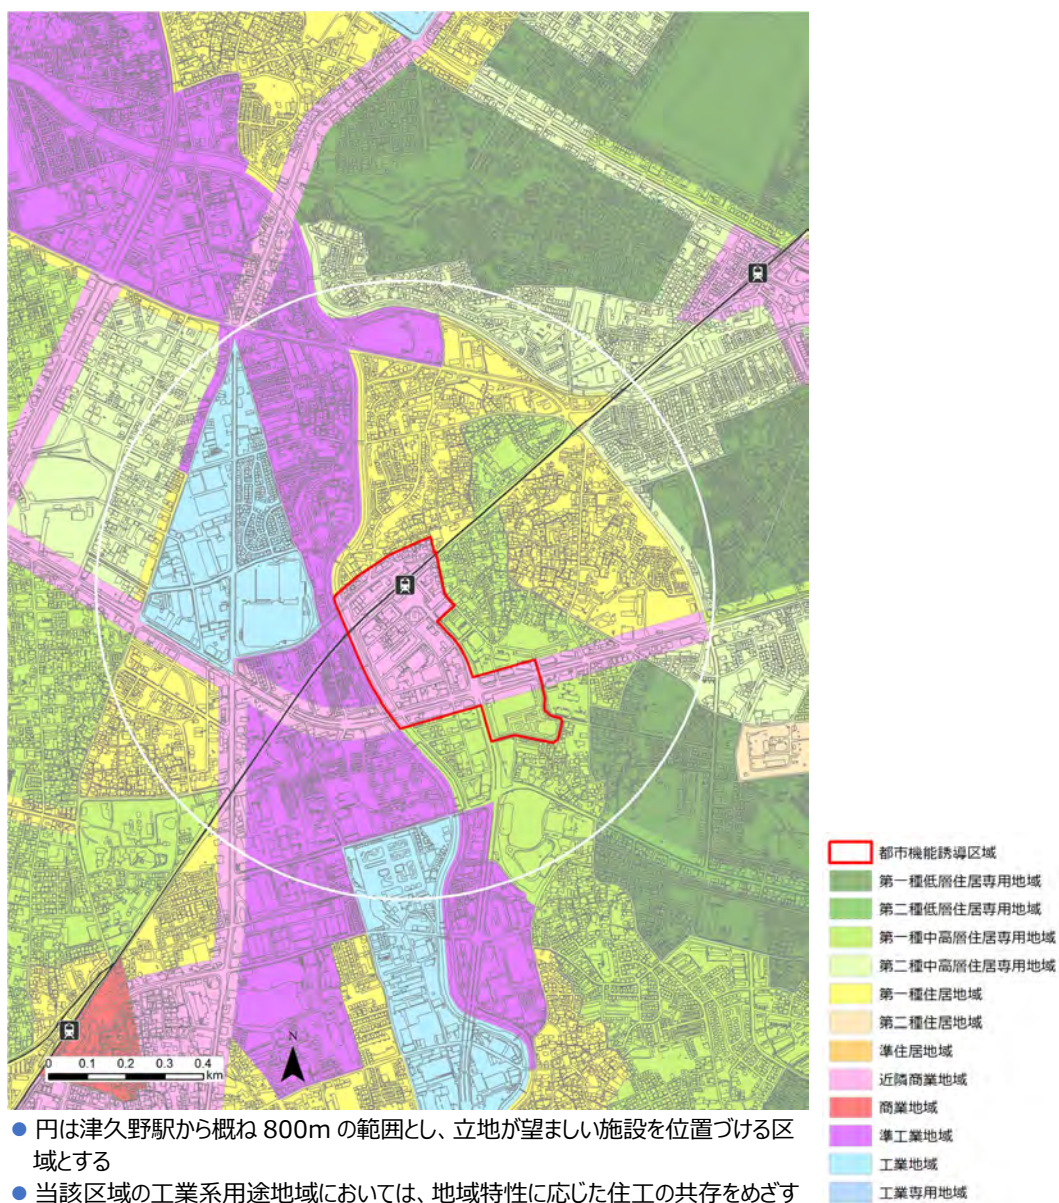 N
0 0.1 0.2 0.3 0.4
km
都市機能誘導区域
第一種低層住居専用地域
第二種低層住居専用地域
第一種中高層住居専用地域
第二種中高層住居専用地域
第一種住居地域
第二種住居地域
準住居地域
近隣商業地域
商業地域
準工業地域
工業地域
工業専用地域
● 円は津久野駅から概ね 800m の範囲とし、立地が望ましい施設を位置づける区
域とする
● 当該区域の工業系用途地域においては、地域特性に応じた住工の共存をめざす